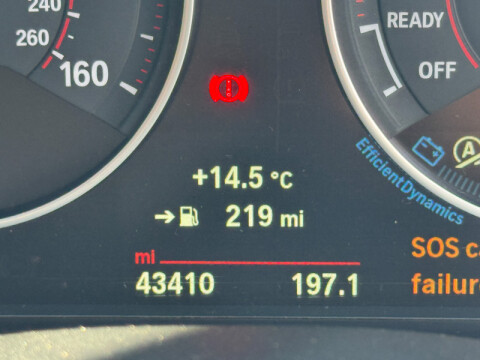 240
260
160
READY
OFF
+14.5 °C
219 mi
EfficientDynamics
mi
43410 197.1
SOS
failur